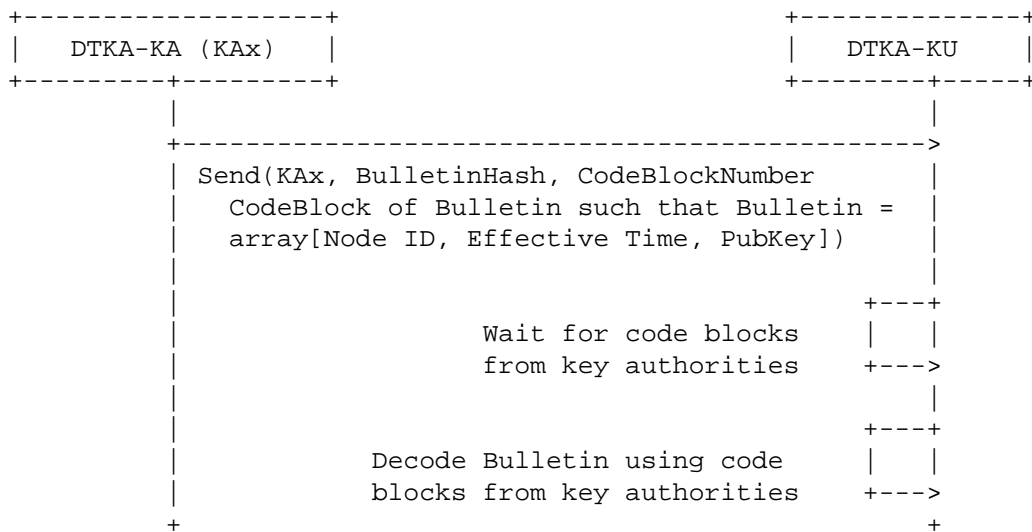 DTKA-KA (KAx) DTKA-KU
Send(KAx, BulletinHash, CodeBlockNumber
CodeBlock of Bulletin such that Bulletin =
array[Node ID, Effective Time, PubKey])
Wait for code blocks
from key authorities
Decode Bulletin using code
blocks from key authorities